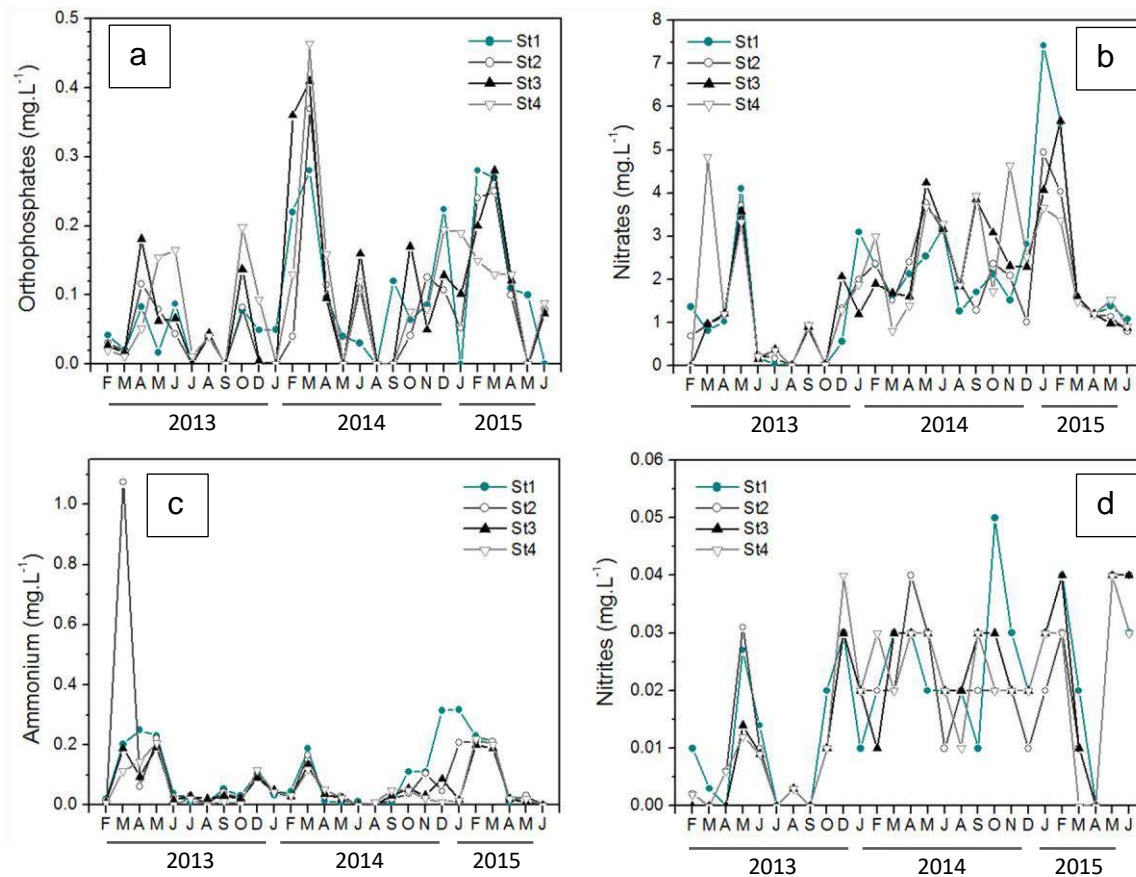 a
Orthophosphates (mg.L⁻¹)
0.5
0.4
0.3
0.2
0.1
0.0
St1
St2
St3
St4
F M A M J J A S O D J F M A M J J A S O N D J F M A M J
2013 2014 2015
b
Nitrates (mg.L⁻¹)
8
7
6
5
4
3
2
1
0
St1
St2
St3
St4
F M A M J J A S O D J F M A M J J A S O N D J F M A M J
2013 2014 2015
c
Ammonium (mg.L⁻¹)
1.0
0.8
0.6
0.4
0.2
0.0
St1
St2
St3
St4
F M A M J J A S O D J F M A M J J A S O N D J F M A M J
2013 2014 2015
d
Nitrites (mg.L⁻¹)
0.06
0.05
0.04
0.03
0.02
0.01
0.00
St1
St2
St3
St4
F M A M J J A S O D J F M A M J J A S O N D J F M A M J
2013 2014 2015